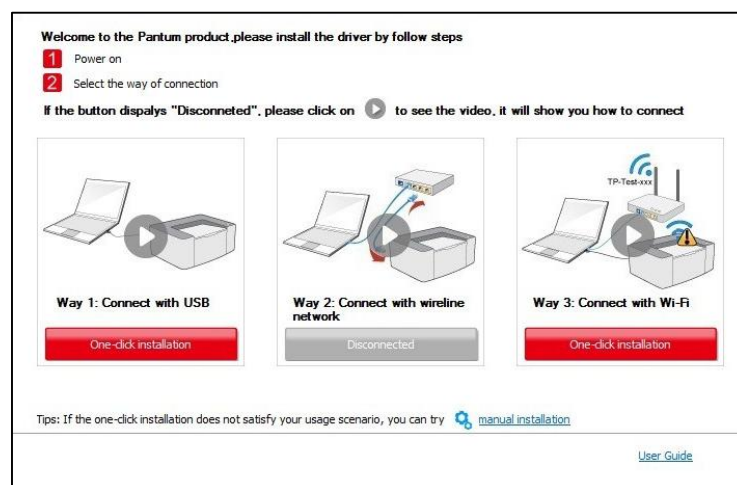 Welcome to the Pantum product,please install the driver by follow steps
1 Power on
2 Select the way of connection
If the button dispalys "Disconneted", please click on to see the video, it will show you how to connect
TP-Test-xxx
Way 1: Connect with USB
Way 2: Connect with wireline
network
Way 3: Connect with Wi-Fi
One-click installation
Disconnected
One-click installation
Tips: If the one-click installation does not satisfy your usage scenario, you can try manual installation
User Guide